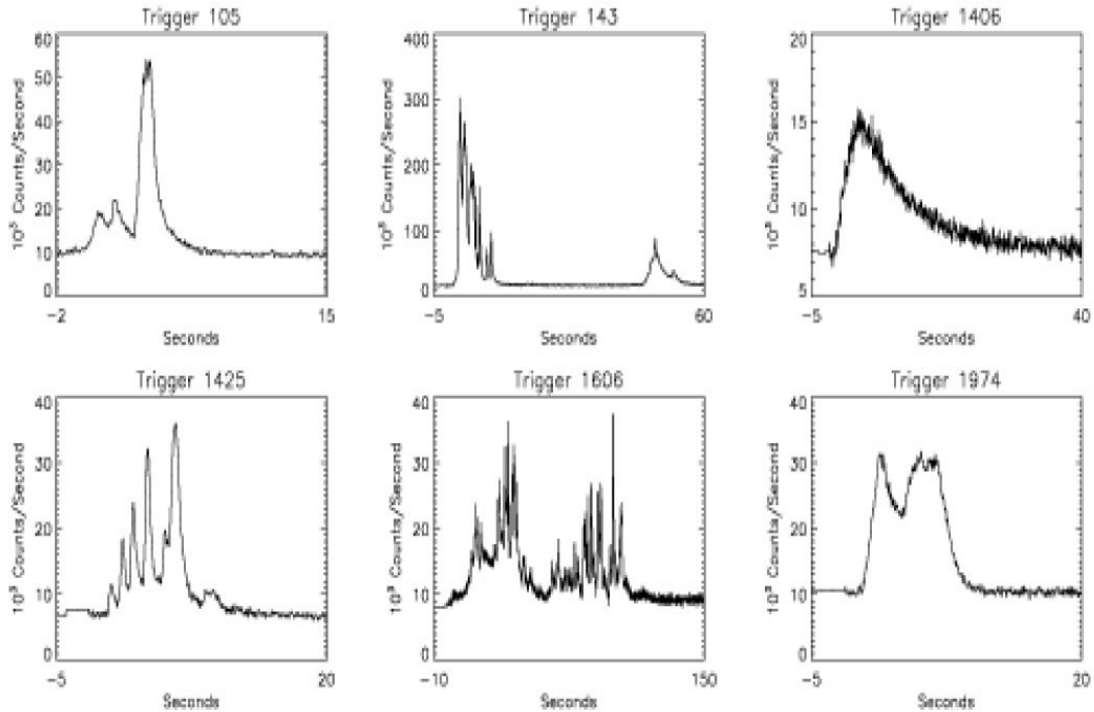 Trigger 105
60
50
40
30
20
10
0
10³ Counts/Second
-2
15
Seconds
Trigger 143
400
300
200
100
0
10³ Counts/Second
-5
60
Seconds
Trigger 1406
20
15
10
5
10³ Counts/Second
-5
40
Seconds
Trigger 1425
40
30
20
10
0
10³ Counts/Second
-5
20
Seconds
Trigger 1606
40
30
20
10
0
10³ Counts/Second
-10
150
Seconds
Trigger 1974
40
30
20
10
0
10³ Counts/Second
-5
20
Seconds